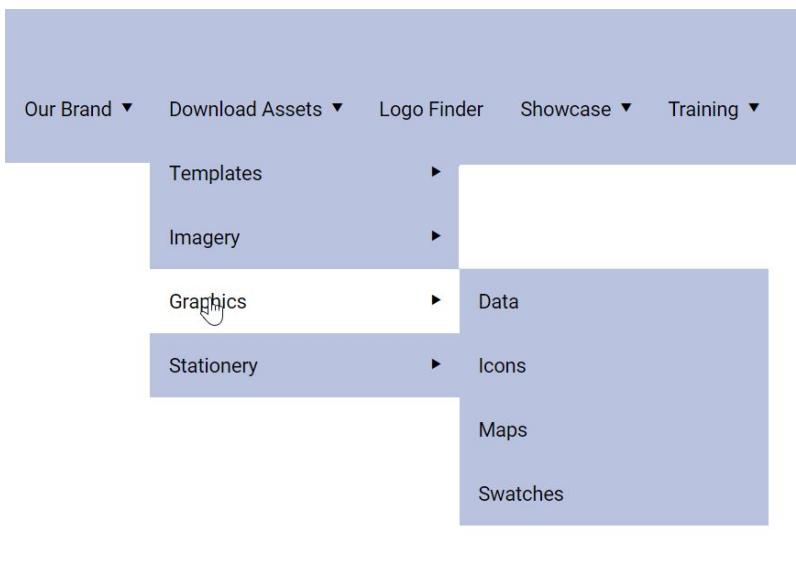 Our Brand ▼ Download Assets ▼ Logo Finder Showcase ▼ Training ▼
Templates ▶
Imagery ▶
Graphics ▶ Data
Stationery ▶ Icons
Maps
Swatches